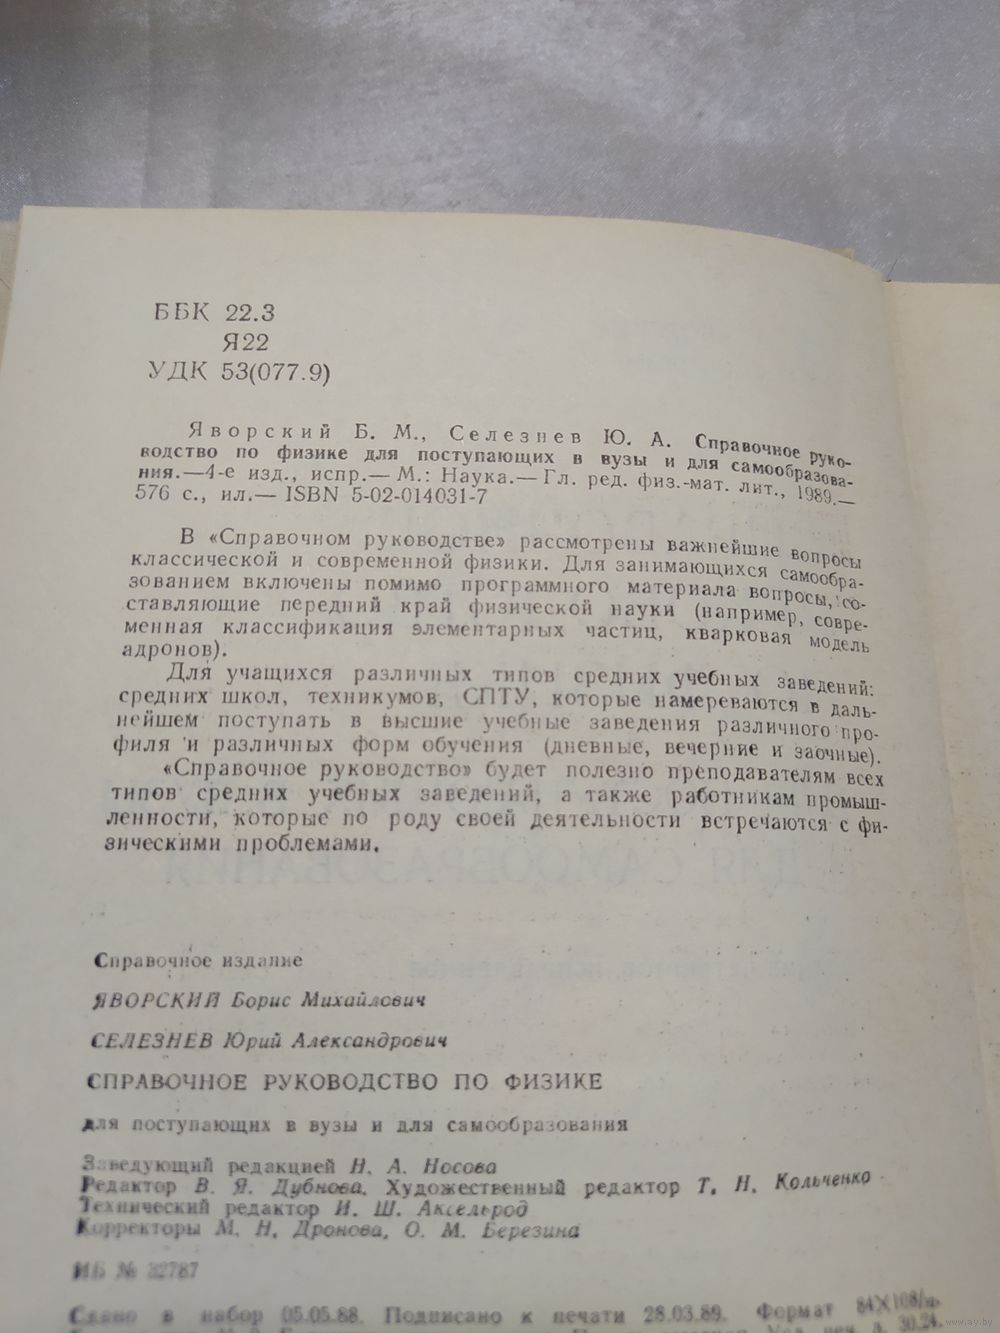 ББК 22.3
Я22
УДК 53(077.9)
Яворский Б. М., Селезнев Ю. А. Справочное руко-
водство по физике для поступающих в вузы и для самообразова-
ния.—4-е изд., испр.— М.: Наука.— Гл. ред. физ.-мат. лит., 1989.—
576 с., ил.— ISBN 5-02-014031-7
В «Справочном руководстве» рассмотрены важнейшие вопросы
классической и современной физики. Для занимающихся самообра-
зованием включены помимо программного материала вопросы, со-
ставляющие передний край физической науки (например, совре-
менная классификация элементарных частиц, кварковая модель
адронов).
Для учащихся различных типов средних учебных заведений:
средних школ, техникумов, СПТУ, которые намереваются в даль-
нейшем поступать в высшие учебные заведения различного про-
филя и различных форм обучения (дневные, вечерние и заочные).
«Справочное руководство» будет полезно преподавателям всех
типов средних учебных заведений, а также работникам промыш-
ленности, которые по роду своей деятельности встречаются с фи-
зическими проблемами.
Справочное издание
ЯВОРСКИЙ Борис Михайлович
СЕЛЕЗНЕВ Юрий Александрович
СПРАВОЧНОЕ РУКОВОДСТВО ПО ФИЗИКЕ
для поступающих в вузы и для самообразования
Заведующий редакцией Н. А. Носова
Редактор В. Я. Дубнова. Художественный редактор Т. Н. Кольченко
Технический редактор И. Ш. Аксельрод
Корректоры М. Н. Дронова, О. М. Березина
ИБ № 32787
Сдано в набор 05.05.88. Подписано к печати 28.03.89. Формат 84×108/
печ. л. 30,24.
www.ay.by